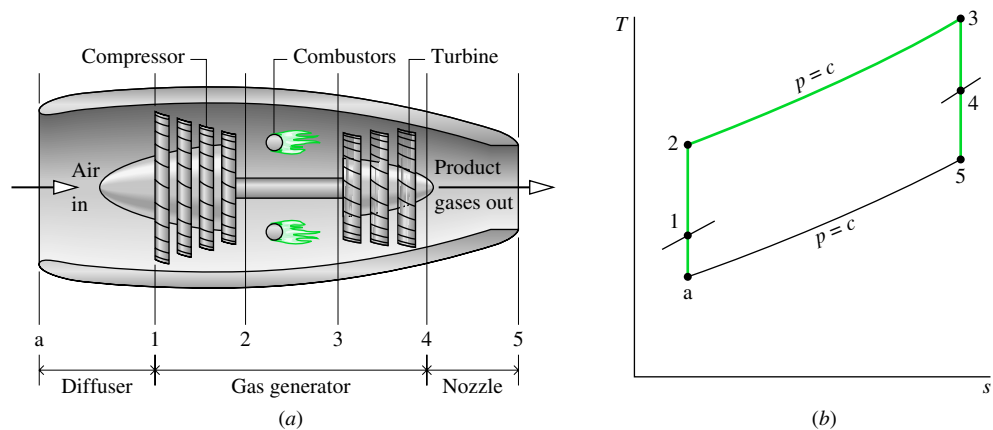 Compressor Combustors Turbine
Air
in
Product
gases out
a 1 2 3 4 5
Diffuser Gas generator Nozzle
(a)
T
3
p = c
4
2
5
1
p = c
a
s
(b)